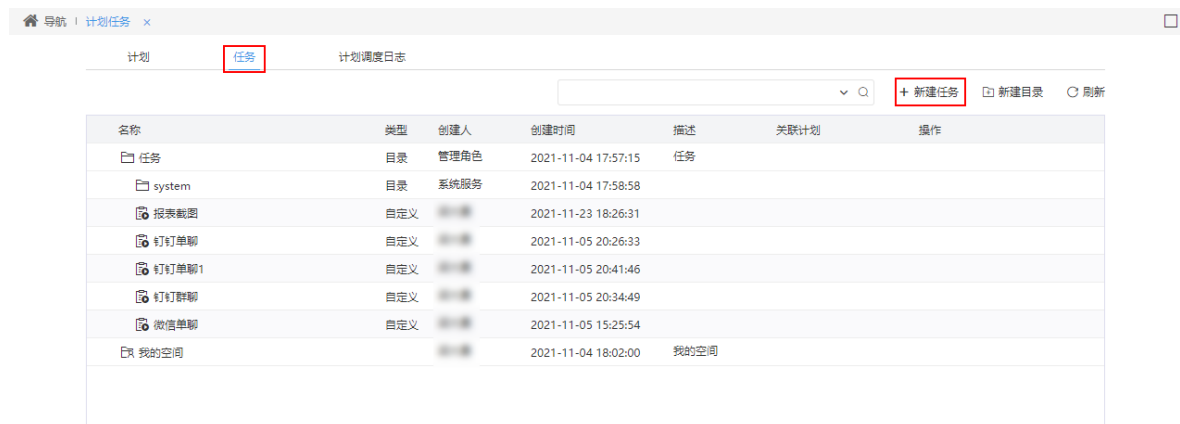 导航 计划任务 ×
计划 任务 计划调度日志
+ 新建任务 新建目录 刷新
名称 类型 创建人 创建时间 描述 关联计划 操作
任务 目录 管理角色 2021-11-04 17:57:15 任务
system 目录 系统服务 2021-11-04 17:58:58
报表截图 自定义 2021-11-23 18:26:31
钉钉单聊 自定义 2021-11-05 20:26:33
钉钉单聊1 自定义 2021-11-05 20:41:46
钉钉群聊 自定义 2021-11-05 20:34:49
微信单聊 自定义 2021-11-05 15:25:54
我的空间 2021-11-04 18:02:00 我的空间